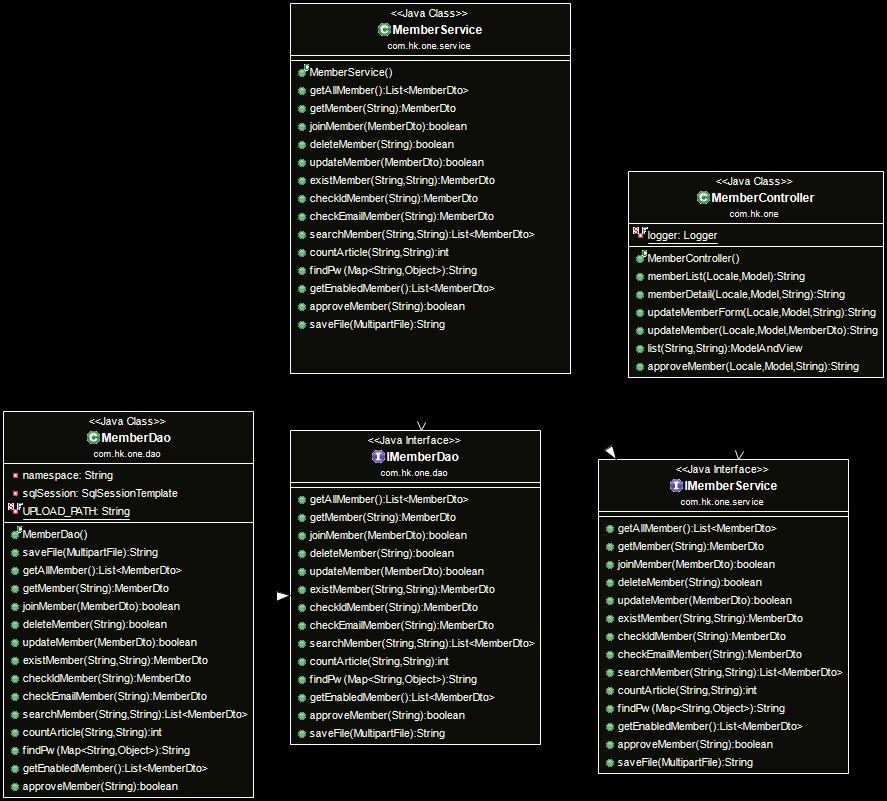 <<Java Class>>
MemberService
com.hk.one.service
MemberService()
getAllMember():List<MemberDto>
getMember(String):MemberDto
joinMember(MemberDto):boolean
deleteMember(String):boolean
updateMember(MemberDto):boolean
existMember(String,String):MemberDto
checkIdMember(String):MemberDto
checkEmailMember(String):MemberDto
searchMember(String,String):List<MemberDto>
countArticle(String,String):int
findPw(Map<String,Object>):String
getEnabledMember():List<MemberDto>
approveMember(String):boolean
saveFile(MultipartFile):String
<<Java Class>>
MemberController
com.hk.one
logger: Logger
MemberController()
memberList(Locale,Model):String
memberDetail(Locale,Model,String):String
updateMemberForm(Locale,Model,String):String
updateMember(Locale,Model,MemberDto):String
list(String,String):ModelAndView
approveMember(Locale,Model,String):String
<<Java Class>>
MemberDao
com.hk.one.dao
namespace: String
sqlSession: SqlSessionTemplate
UPLOAD_PATH: String
MemberDao()
saveFile(MultipartFile):String
getAllMember():List<MemberDto>
getMember(String):MemberDto
joinMember(MemberDto):boolean
deleteMember(String):boolean
updateMember(MemberDto):boolean
existMember(String,String):MemberDto
checkIdMember(String):MemberDto
checkEmailMember(String):MemberDto
searchMember(String,String):List<MemberDto>
countArticle(String,String):int
findPw(Map<String,Object>):String
getEnabledMember():List<MemberDto>
approveMember(String):boolean
<<Java Interface>>
IMemberDao
com.hk.one.dao
getAllMember():List<MemberDto>
getMember(String):MemberDto
joinMember(MemberDto):boolean
deleteMember(String):boolean
updateMember(MemberDto):boolean
existMember(String,String):MemberDto
checkIdMember(String):MemberDto
checkEmailMember(String):MemberDto
searchMember(String,String):List<MemberDto>
countArticle(String,String):int
findPw(Map<String,Object>):String
getEnabledMember():List<MemberDto>
approveMember(String):boolean
saveFile(MultipartFile):String
<<Java Interface>>
IMemberService
com.hk.one.service
getAllMember():List<MemberDto>
getMember(String):MemberDto
joinMember(MemberDto):boolean
deleteMember(String):boolean
updateMember(MemberDto):boolean
existMember(String,String):MemberDto
checkIdMember(String):MemberDto
checkEmailMember(String):MemberDto
searchMember(String,String):List<MemberDto>
countArticle(String,String):int
findPw(Map<String,Object>):String
getEnabledMember():List<MemberDto>
approveMember(String):boolean
saveFile(MultipartFile):String